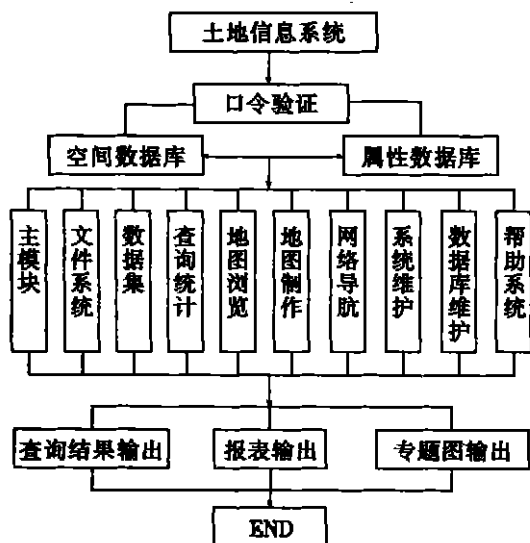 土地信息系统
口令验证
空间数据库
属性数据库
主模块
文件系统
数据集
查询统计
地图浏览
地图制作
网络导航
系统维护
数据库维护
帮助系统
查询结果输出
报表输出
专题图输出
END